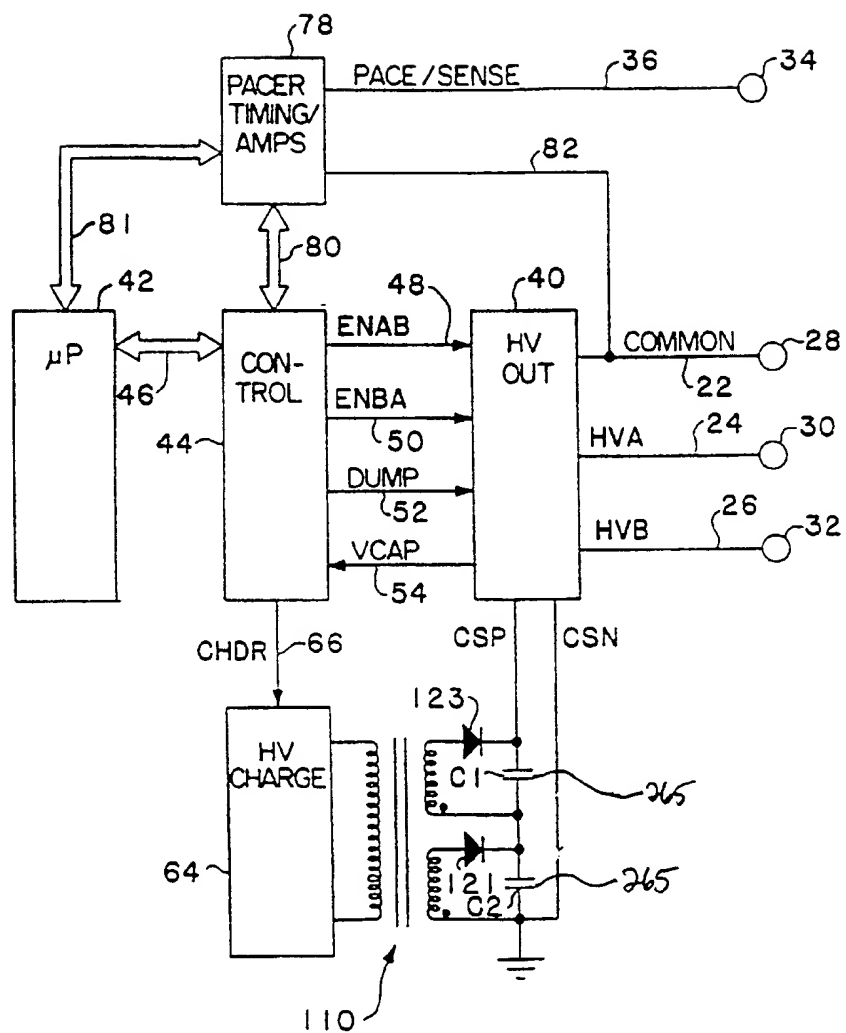 78
34
PACER
TIMING/
AMPS
PACE/SENSE
36
82
81
80
42
48
40
µP
46
CON-
TROL
44
ENAB
HV
OUT
COMMON
28
22
ENBA
50
HVA
24
30
DUMP
52
HVB
26
32
VCAP
54
CHDR
66
CSP
CSN
123
HV
CHARGE
C1
265
64
121
C2
265
110